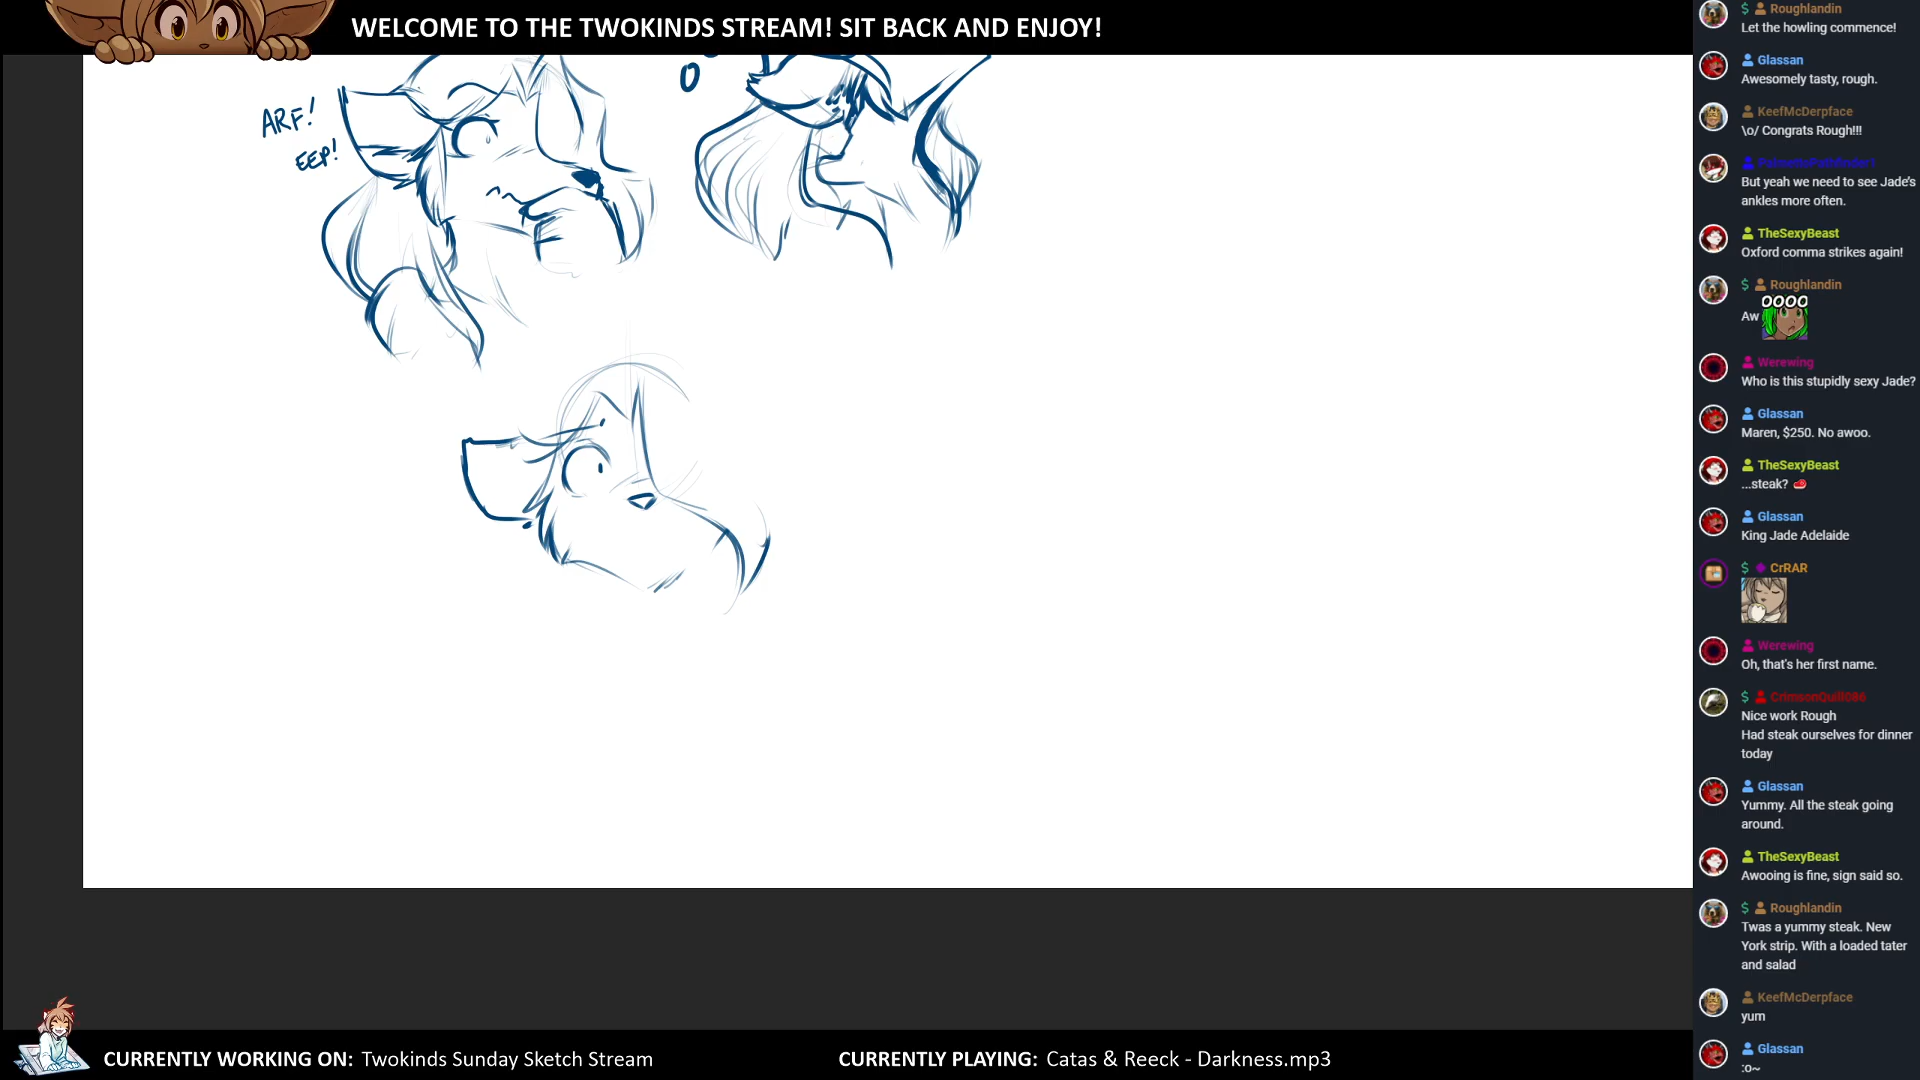 WELCOME TO THE TWOKINDS STREAM! SIT BACK AND ENJOY!
ARF!
EEP!
Roughlandin
Let the howling commence!
Glassan
Awesomely tasty, rough.
KeefMcDerpface
\o/ Congrats Rough!!!
PalmettoPathfinder1
But yeah we need to see Jade's
ankles more often.
TheSexyBeast
Oxford comma strikes again!
Roughlandin
Aw
OOOO
Werewing
Who is this stupidly sexy Jade?
Glassan
Maren, $250. No awoo.
TheSexyBeast
...steak?
Glassan
King Jade Adelaide
CrRAR
Werewing
Oh, that's her first name.
CrimsonQuill086
Nice work Rough
Had steak ourselves for dinner
today
Glassan
Yummy. All the steak going
around.
TheSexyBeast
Awooing is fine, sign said so.
Roughlandin
Twas a yummy steak. New
York strip. With a loaded tater
and salad
KeefMcDerpface
yum
Glassan
:o~
CURRENTLY WORKING ON: Twokinds Sunday Sketch Stream
CURRENTLY PLAYING: Catas & Reeck - Darkness.mp3